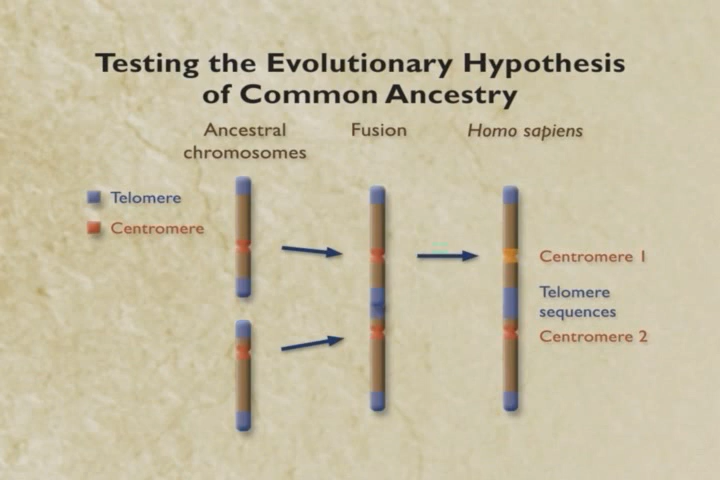 Testing the Evolutionary Hypothesis
of Common Ancestry
Ancestral
chromosomes
Fusion
Homo sapiens
Telomere
Centromere
Centromere 1
Telomere
sequences
Centromere 2